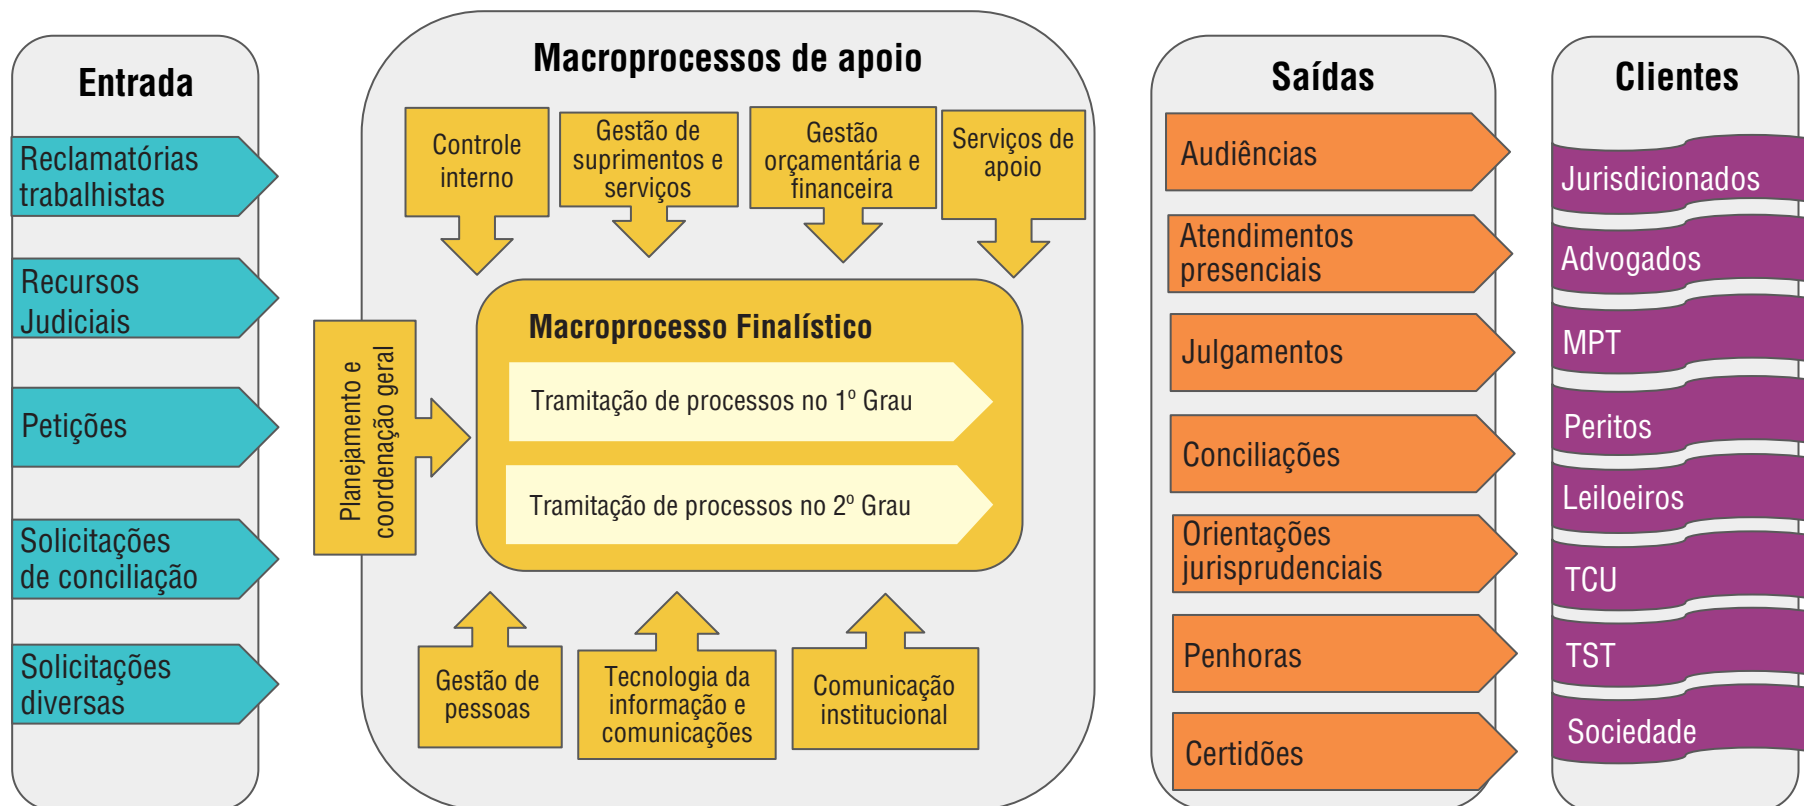 Entrada
Reclamatórias
trabalhistas
Recursos
Judiciais
Petições
Solicitações
de conciliação
Solicitações
diversas
Macroprocessos de apoio
Controle
interno
Gestão de
suprimentos e
serviços
Gestão
orçamentária e
financeira
Serviços de
apoio
Planejamento e
coordenação geral
Macroprocesso Finalístico
Tramitação de processos no 1º Grau
Tramitação de processos no 2º Grau
Gestão de
pessoas
Tecnologia da
informação e
comunicações
Comunicação
institucional
Saídas
Audiências
Atendimentos
presenciais
Julgamentos
Conciliações
Orientações
jurisprudenciais
Penhoras
Certidões
Clientes
Jurisdicionados
Advogados
MPT
Peritos
Leiloeiros
TCU
TST
Sociedade